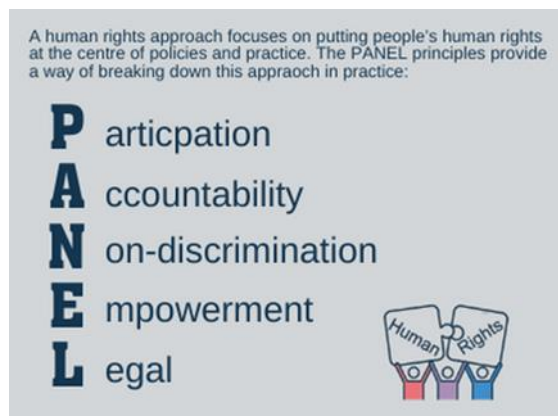 A human rights approach focuses on putting people's human rights
at the centre of policies and practice. The PANEL principles provide
a way of breaking down this appraoch in practice:
P articpation
A ccountability
N on-discrimination
E mpowerment
L egal
Human Rights